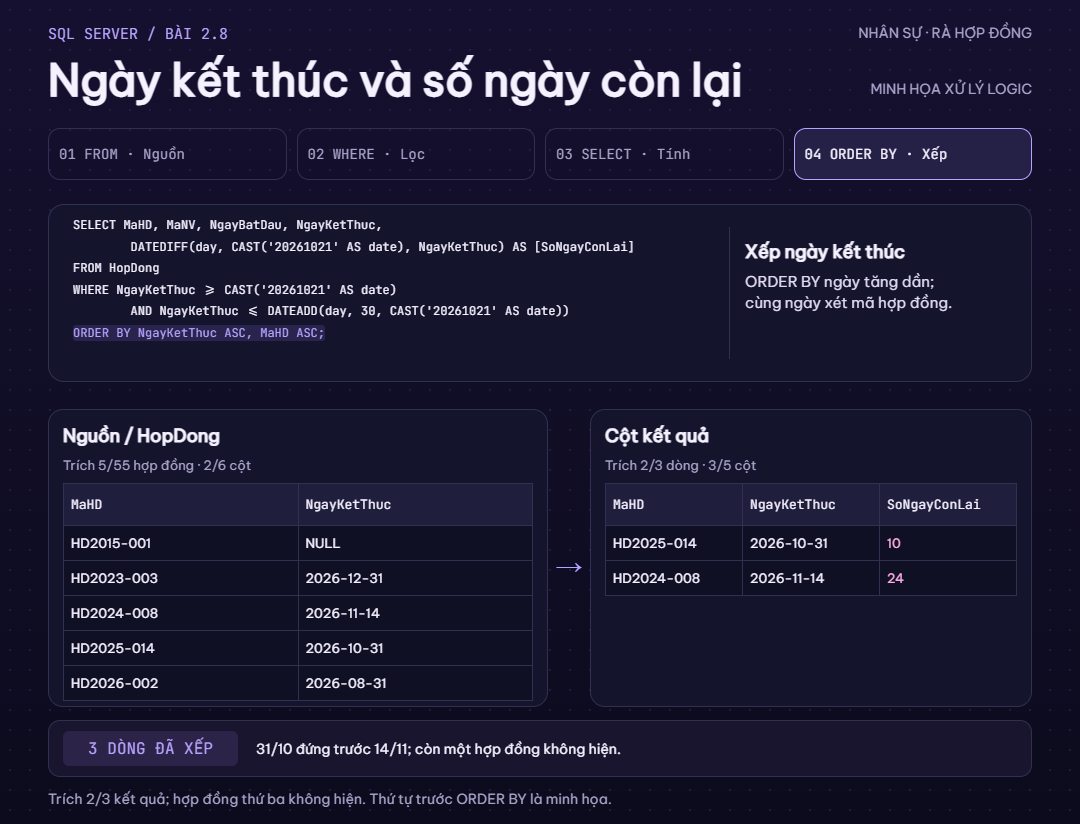 SQL SERVER / BÀI 2.8
NHÂN SỰ · RÀ HỢP ĐỒNG
Ngày kết thúc và số ngày còn lại
MINH HỌA XỬ LÝ LOGIC
01 FROM · Nguồn
02 WHERE · Lọc
03 SELECT · Tính
04 ORDER BY · Xếp
SELECT MaHD, MaNV, NgayBatDau, NgayKetThuc,
DATEDIFF(day, CAST('20261021' AS date), NgayKetThuc) AS [SoNgayConLai]
FROM HopDong
WHERE NgayKetThuc >= CAST('20261021' AS date)
AND NgayKetThuc <= DATEADD(day, 30, CAST('20261021' AS date))
ORDER BY NgayKetThuc ASC, MaHD ASC;
Xếp ngày kết thúc
ORDER BY ngày tăng dần;
cùng ngày xét mã hợp đồng.
Nguồn / HopDong
Trích 5/55 hợp đồng · 2/6 cột
MaHD NgayKetThuc
HD2015-001 NULL
HD2023-003 2026-12-31
HD2024-008 2026-11-14
HD2025-014 2026-10-31
HD2026-002 2026-08-31
→
Cột kết quả
Trích 2/3 dòng · 3/5 cột
MaHD NgayKetThuc SoNgayConLai
HD2025-014 2026-10-31 10
HD2024-008 2026-11-14 24
3 DÒNG ĐÃ XẾP
31/10 đứng trước 14/11; còn một hợp đồng không hiện.
Trích 2/3 kết quả; hợp đồng thứ ba không hiện. Thứ tự trước ORDER BY là minh họa.